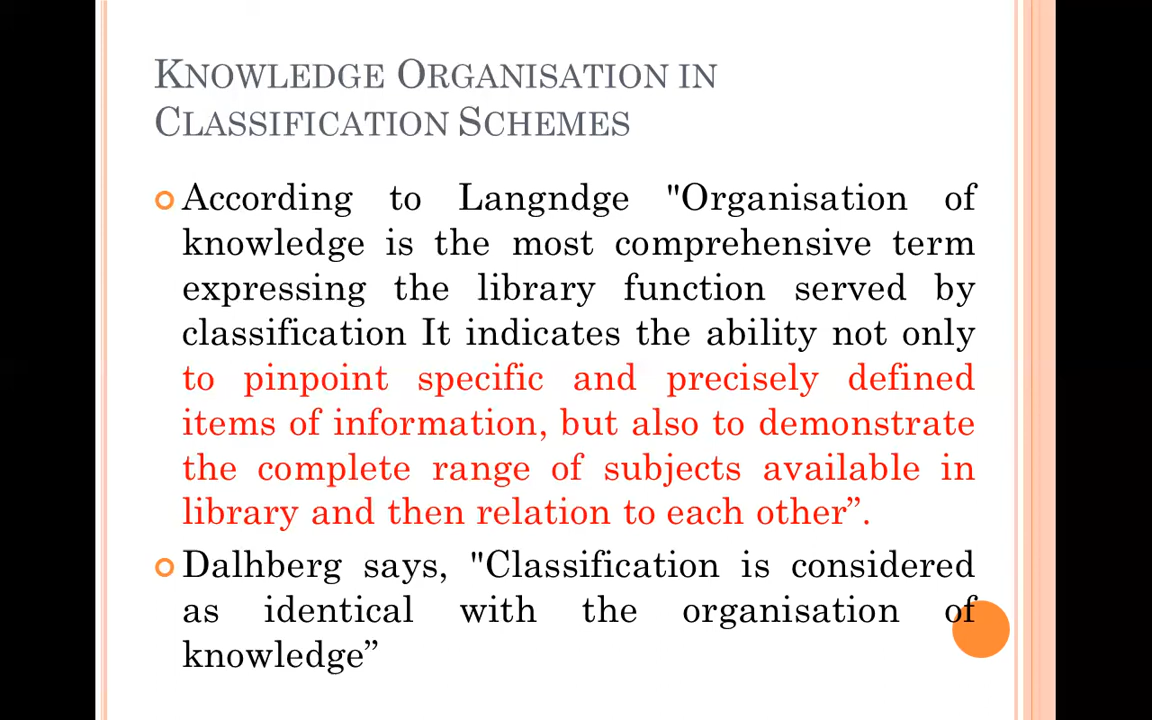 KNOWLEDGE ORGANISATION IN
CLASSIFICATION SCHEMES
According to Langndge "Organisation of
knowledge is the most comprehensive term
expressing the library function served by
classification It indicates the ability not only
to pinpoint specific and precisely defined
items of information, but also to demonstrate
the complete range of subjects available in
library and then relation to each other”.
Dalhberg says, "Classification is considered
as identical with the organisation of
knowledge”